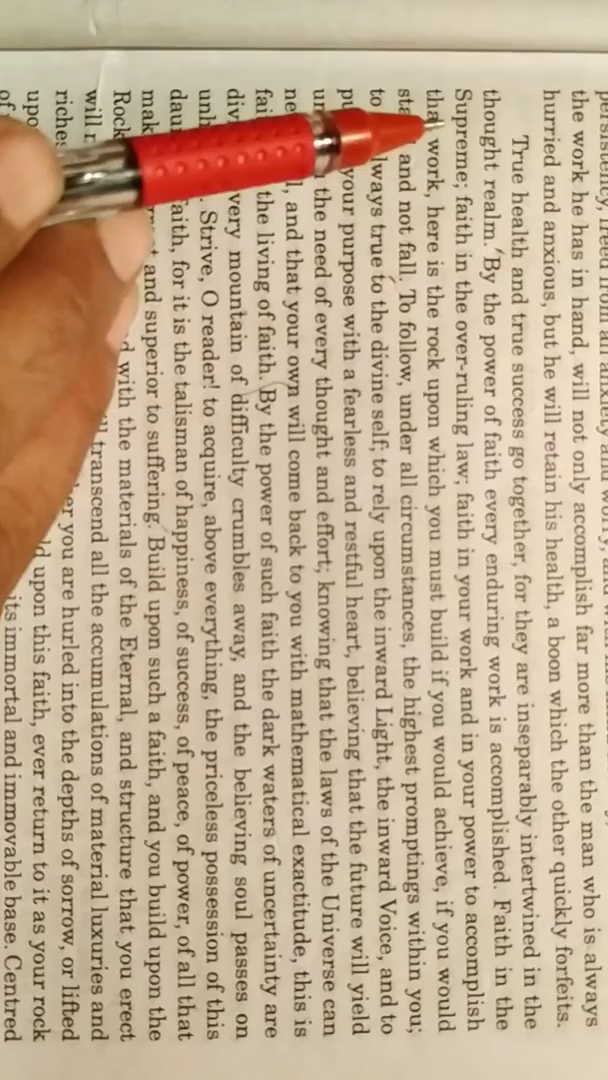 persistency, freed from all anxiety and worry, and
the work he has in hand, will not only accomplish far more than the man who is always
hurried and anxious, but he will retain his health, a boon which the other quickly forfeits.
True health and true success go together, for they are inseparably intertwined in the
thought realm. By the power of faith every enduring work is accomplished. Faith in the
Supreme; faith in the over-ruling law; faith in your work and in your power to accomplish
that work, here is the rock upon which you must build if you would achieve, if you would
and not fall. To follow, under all circumstances, the highest promptings within you;
to always true to the divine self; to rely upon the inward Light, the inward Voice, and to
your purpose with a fearless and restful heart, believing that the future will yield
the need of every thought and effort; knowing that the laws of the Universe can
and that your own will come back to you with mathematical exactitude, this is
the living of faith. By the power of such faith the dark waters of uncertainty are
every mountain of difficulty crumbles away, and the believing soul passes on
Strive, O reader! to acquire, above everything, the priceless possession of this
faith, for it is the talisman of happiness, of success, of peace, of power, of all that
and superior to suffering. Build upon such a faith, and you build upon the
Rock with the materials of the Eternal, and structure that you erect
will transcend all the accumulations of material luxuries and
riches you are hurled into the depths of sorrow, or lifted
upon this faith, ever return to it as your rock
of its immortal and immovable base. Centred